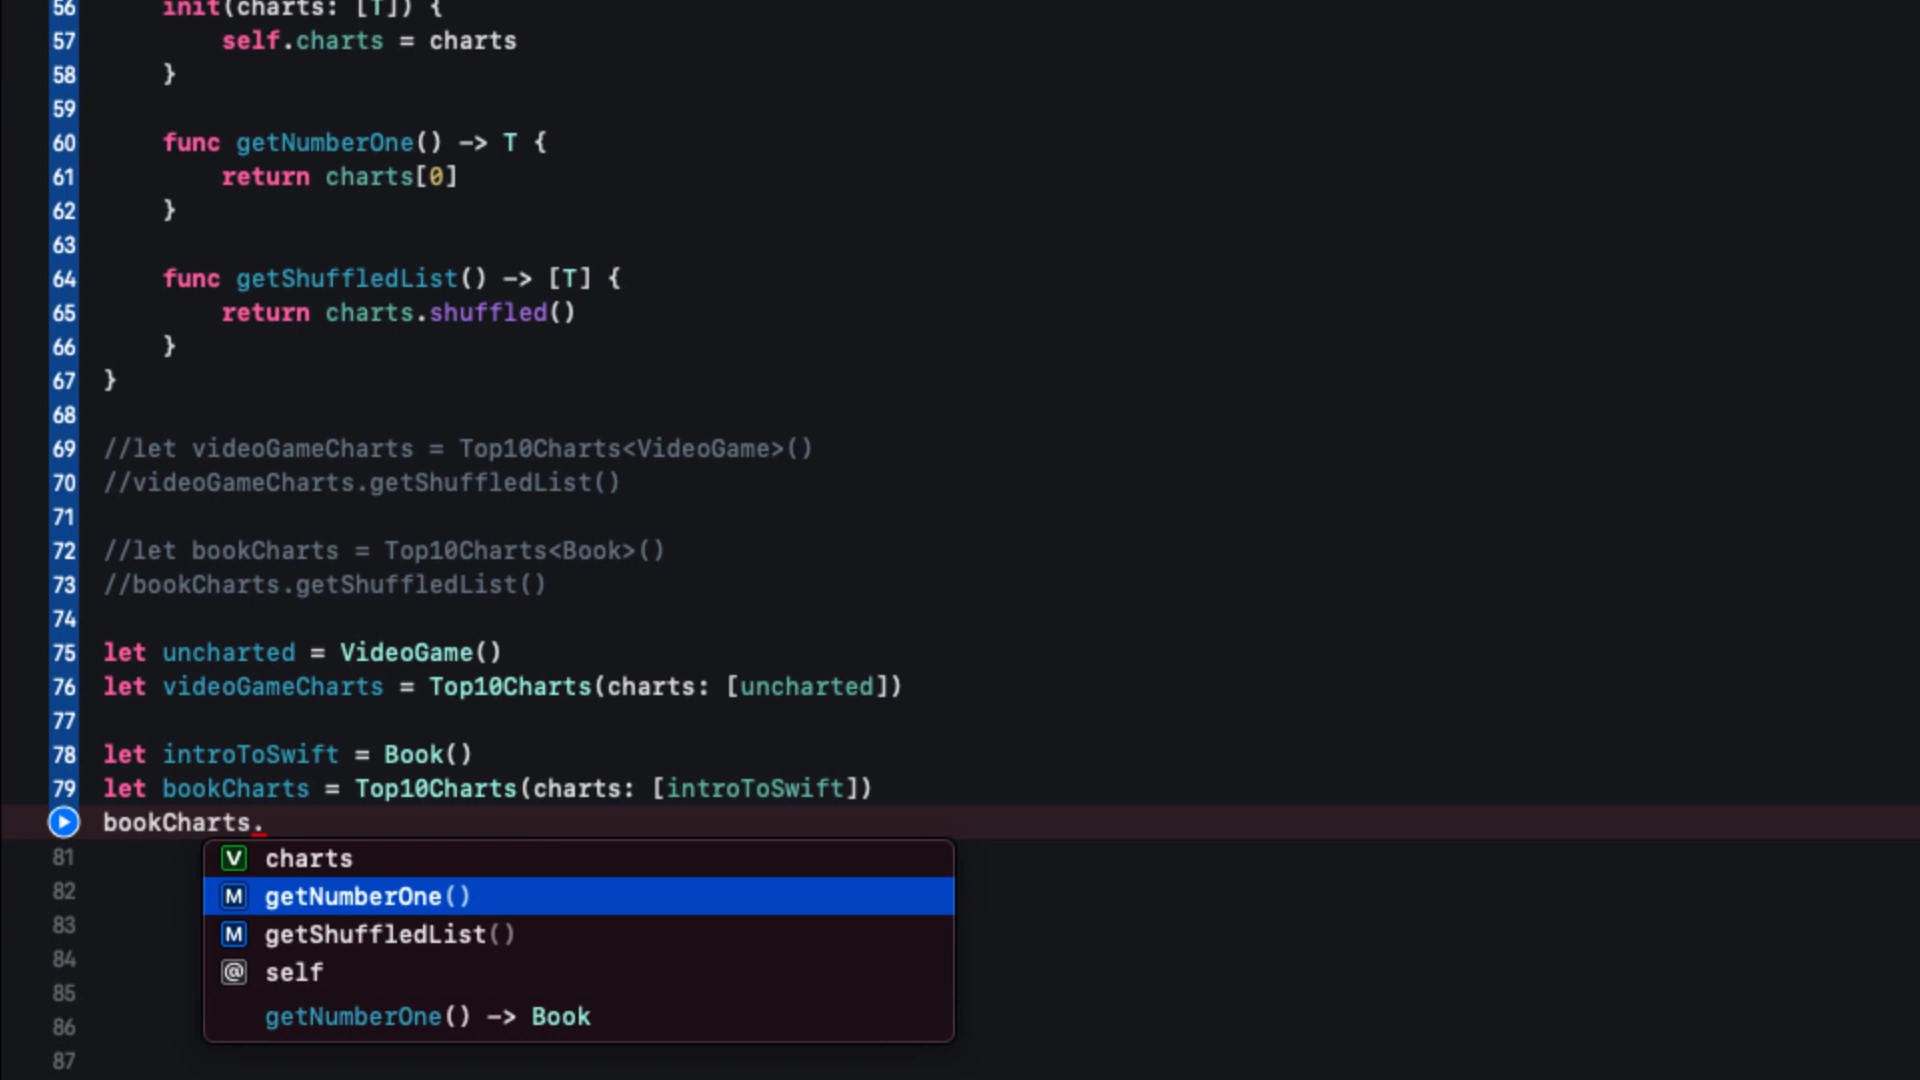 56 init(charts: [T]) {
57 self.charts = charts
58 }
59
60 func getNumberOne() -> T {
61 return charts[0]
62 }
63
64 func getShuffledList() -> [T] {
65 return charts.shuffled()
66 }
67 }
68
69 //let videoGameCharts = Top10Charts<VideoGame>()
70 //videoGameCharts.getShuffledList()
71
72 //let bookCharts = Top10Charts<Book>()
73 //bookCharts.getShuffledList()
74
75 let uncharted = VideoGame()
76 let videoGameCharts = Top10Charts(charts: [uncharted])
77
78 let introToSwift = Book()
79 let bookCharts = Top10Charts(charts: [introToSwift])
bookCharts.
81 V charts
82 M getNumberOne()
83 M getShuffledList()
84 @ self
85
86 getNumberOne() -> Book
87